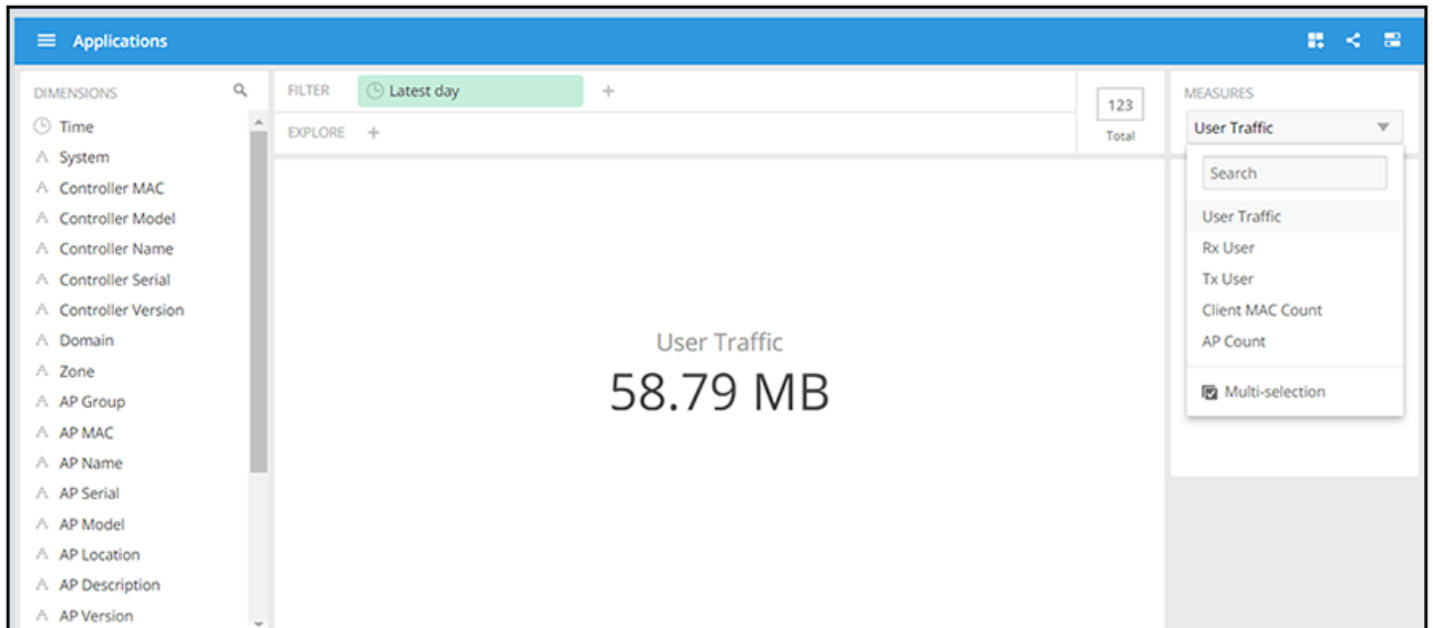 Applications
DIMENSIONS
Time
System
Controller MAC
Controller Model
Controller Name
Controller Serial
Controller Version
Domain
Zone
AP Group
AP MAC
AP Name
AP Serial
AP Model
AP Location
AP Description
AP Version
FILTER Latest day +
EXPLORE +
123
Total
User Traffic
58.79 MB
MEASURES
User Traffic
Search
User Traffic
Rx User
Tx User
Client MAC Count
AP Count
Multi-selection